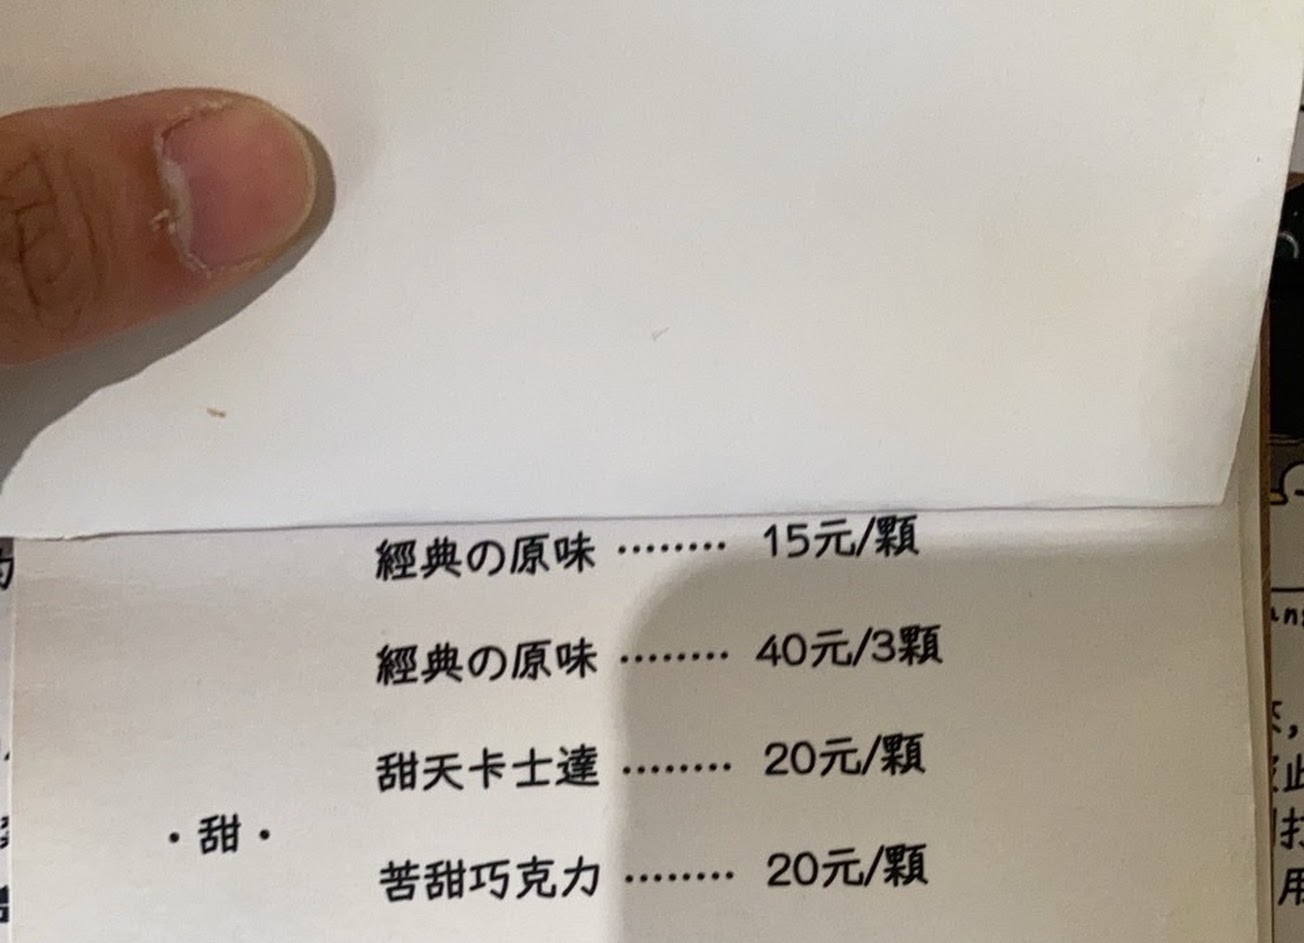 經典の原味 ‥‥‥‥ 15元/顆
經典の原味 ‥‥‥‥ 40元/3顆
甜天卡士達 ‥‥‥‥ 20元/顆
・甜・
苦甜巧克力 ‥‥‥‥ 20元/顆